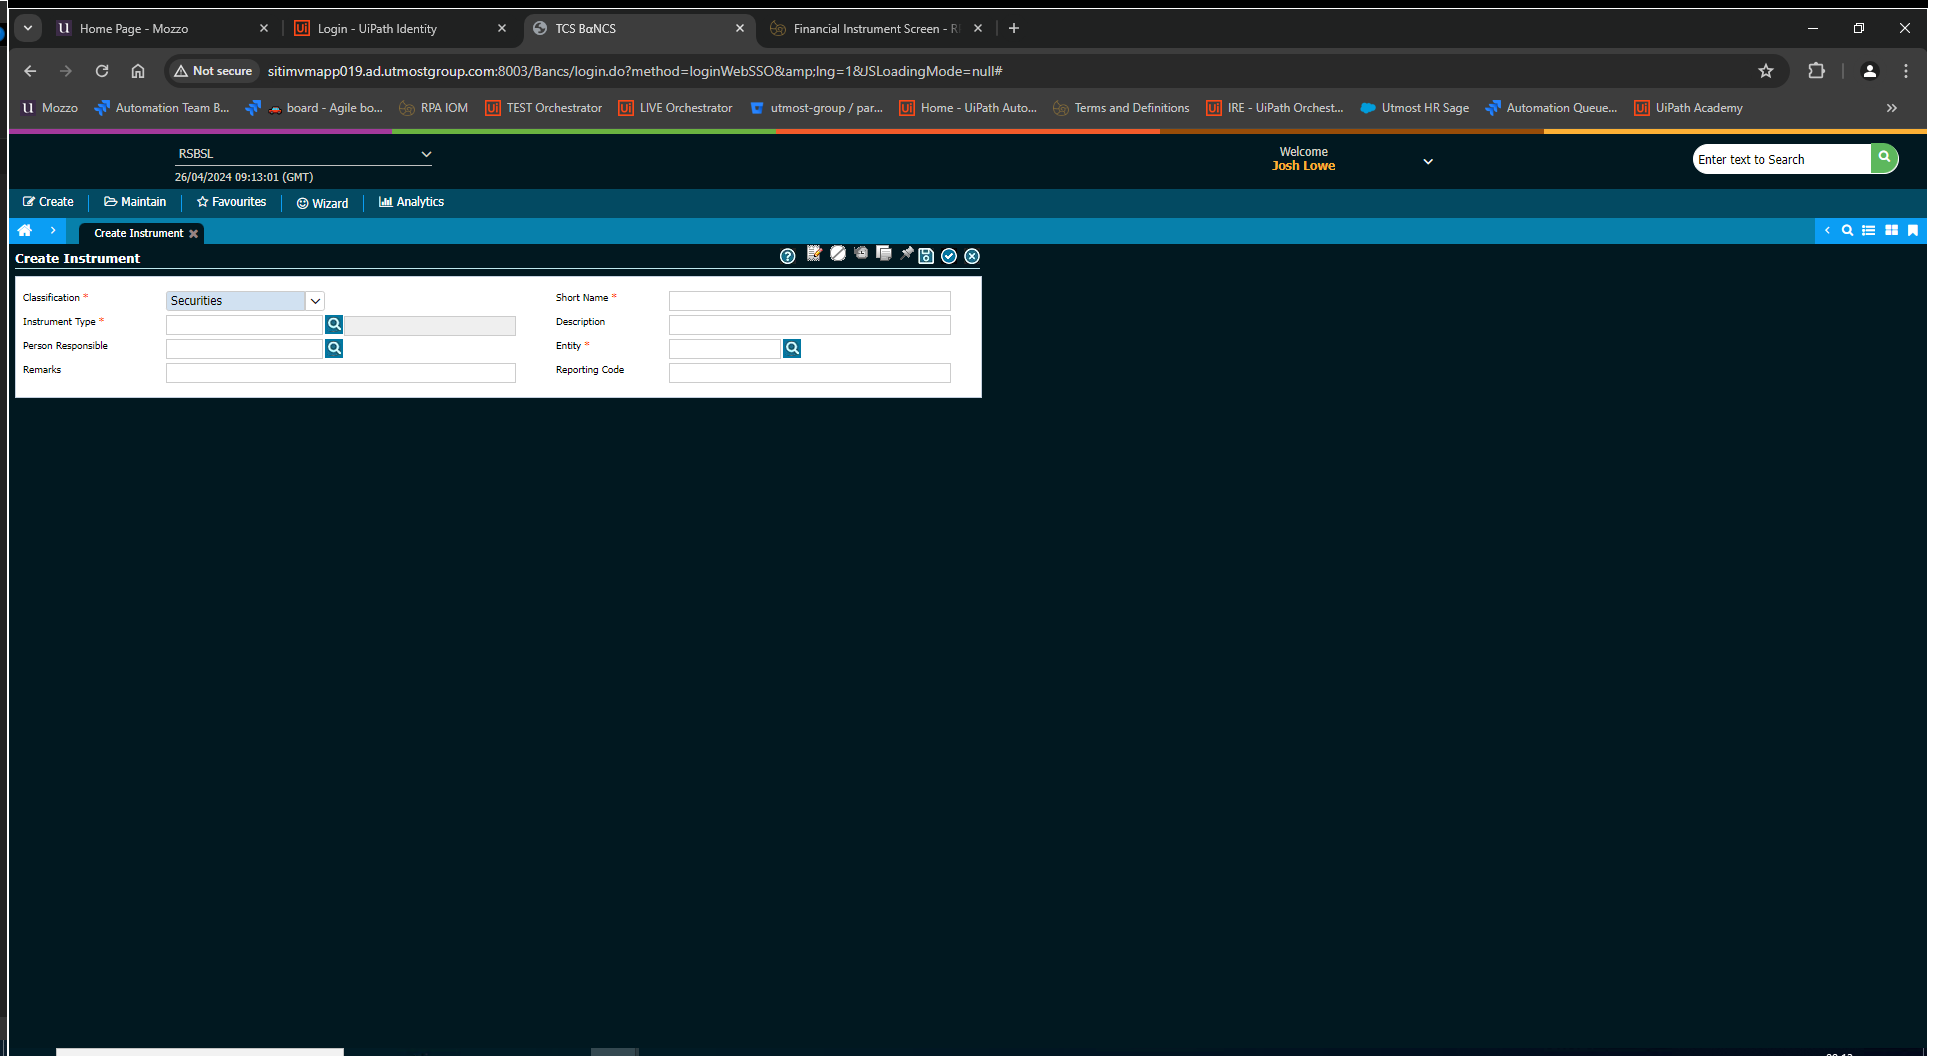 Home Page - Mozzo
Login - UiPath Identity
TCS BαNCS
Financial Instrument Screen - R
Not secure
sitimvmapp019.ad.utmostgroup.com:8003/Bancs/login.do?method=loginWebSSO&amp;lng=1&JSLoadingMode=null#
Mozzo
Automation Team B...
board - Agile bo...
RPA IOM
TEST Orchestrator
LIVE Orchestrator
utmost-group / par...
Home - UiPath Auto...
Terms and Definitions
IRE - UiPath Orchest...
Utmost HR Sage
Automation Queue...
UiPath Academy
RSBSL
26/04/2024 09:13:01 (GMT)
Welcome
Josh Lowe
Enter text to Search
Create
Maintain
Favourites
Wizard
Analytics
Create Instrument
Create Instrument
Classification *
Securities
Short Name *
Instrument Type *
Description
Person Responsible
Entity *
Remarks
Reporting Code